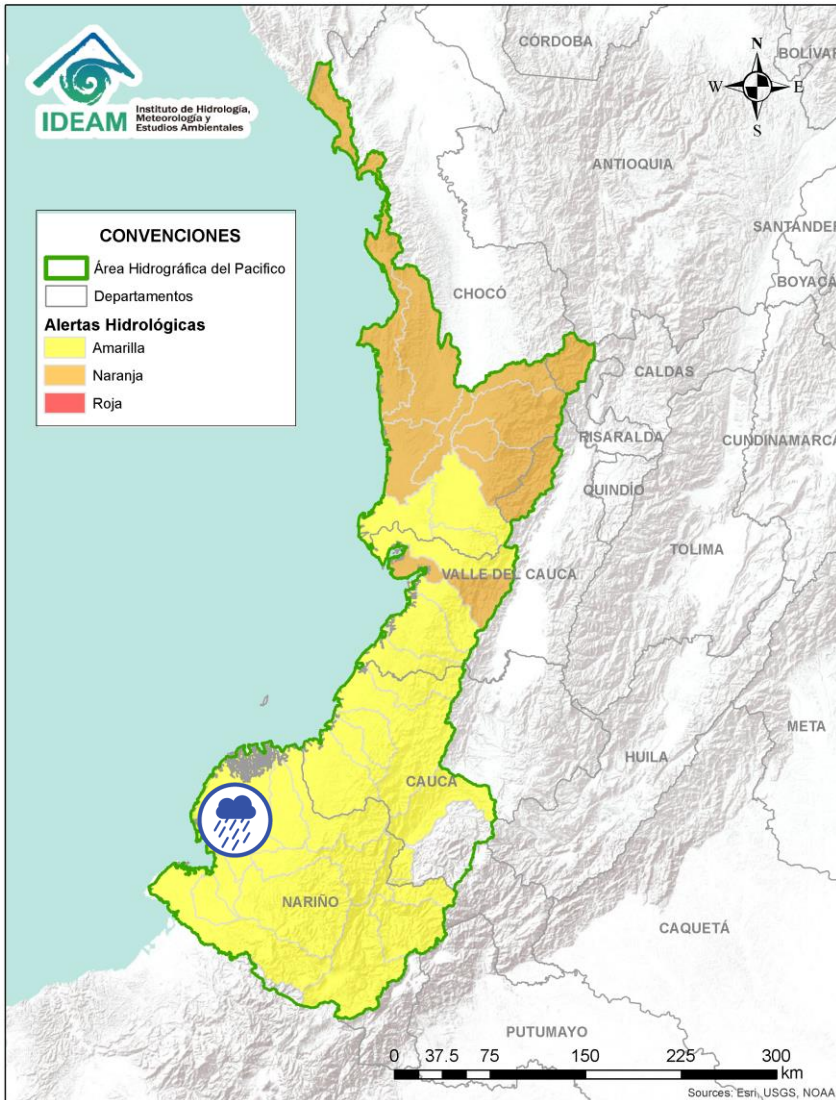 IDEAM
Instituto de Hidrología,
Meteorología y
Estudios Ambientales
CONVENCIONES
Área Hidrográfica del Pacifico
Departamentos
Alertas Hidrológicas
Amarilla
Naranja
Roja
N
W
E
S
CÓRDOBA
BOLÍVAR
ANTIOQUIA
SANTANDER
BOYACÁ
CHOCÓ
CALDAS
RISARALDA
CUNDINAMARCA
QUINDÍO
TOLIMA
VALLE DEL CAUCA
META
HUILA
CAUCA
NARIÑO
CAQUETÁ
PUTUMAYO
0 37.5 75 150 225 300
km
Sources: Esri, USGS, NOAA